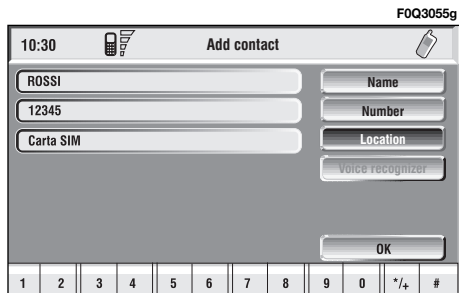 F0Q3055g
10:30 Add contact
ROSSI Name
12345 Number
Carta SIM Location
Voice recognizer
OK
1 2 3 4 5 6 7 8 9 0 */+ #